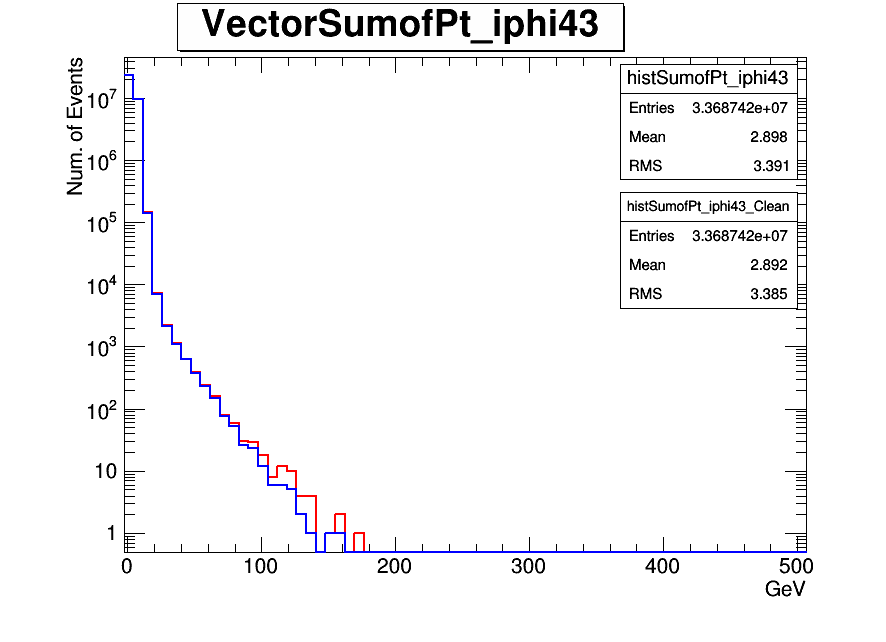 VectorSumofPt_iphi43
Num. of Events
histSumofPt_iphi43
Entries 3.368742e+07
Mean 2.898
RMS 3.391
histSumofPt_iphi43_Clean
Entries 3.368742e+07
Mean 2.892
RMS 3.385
10^7
10^6
10^5
10^4
10^3
10^2
10
1
0 100 200 300 400 500
GeV